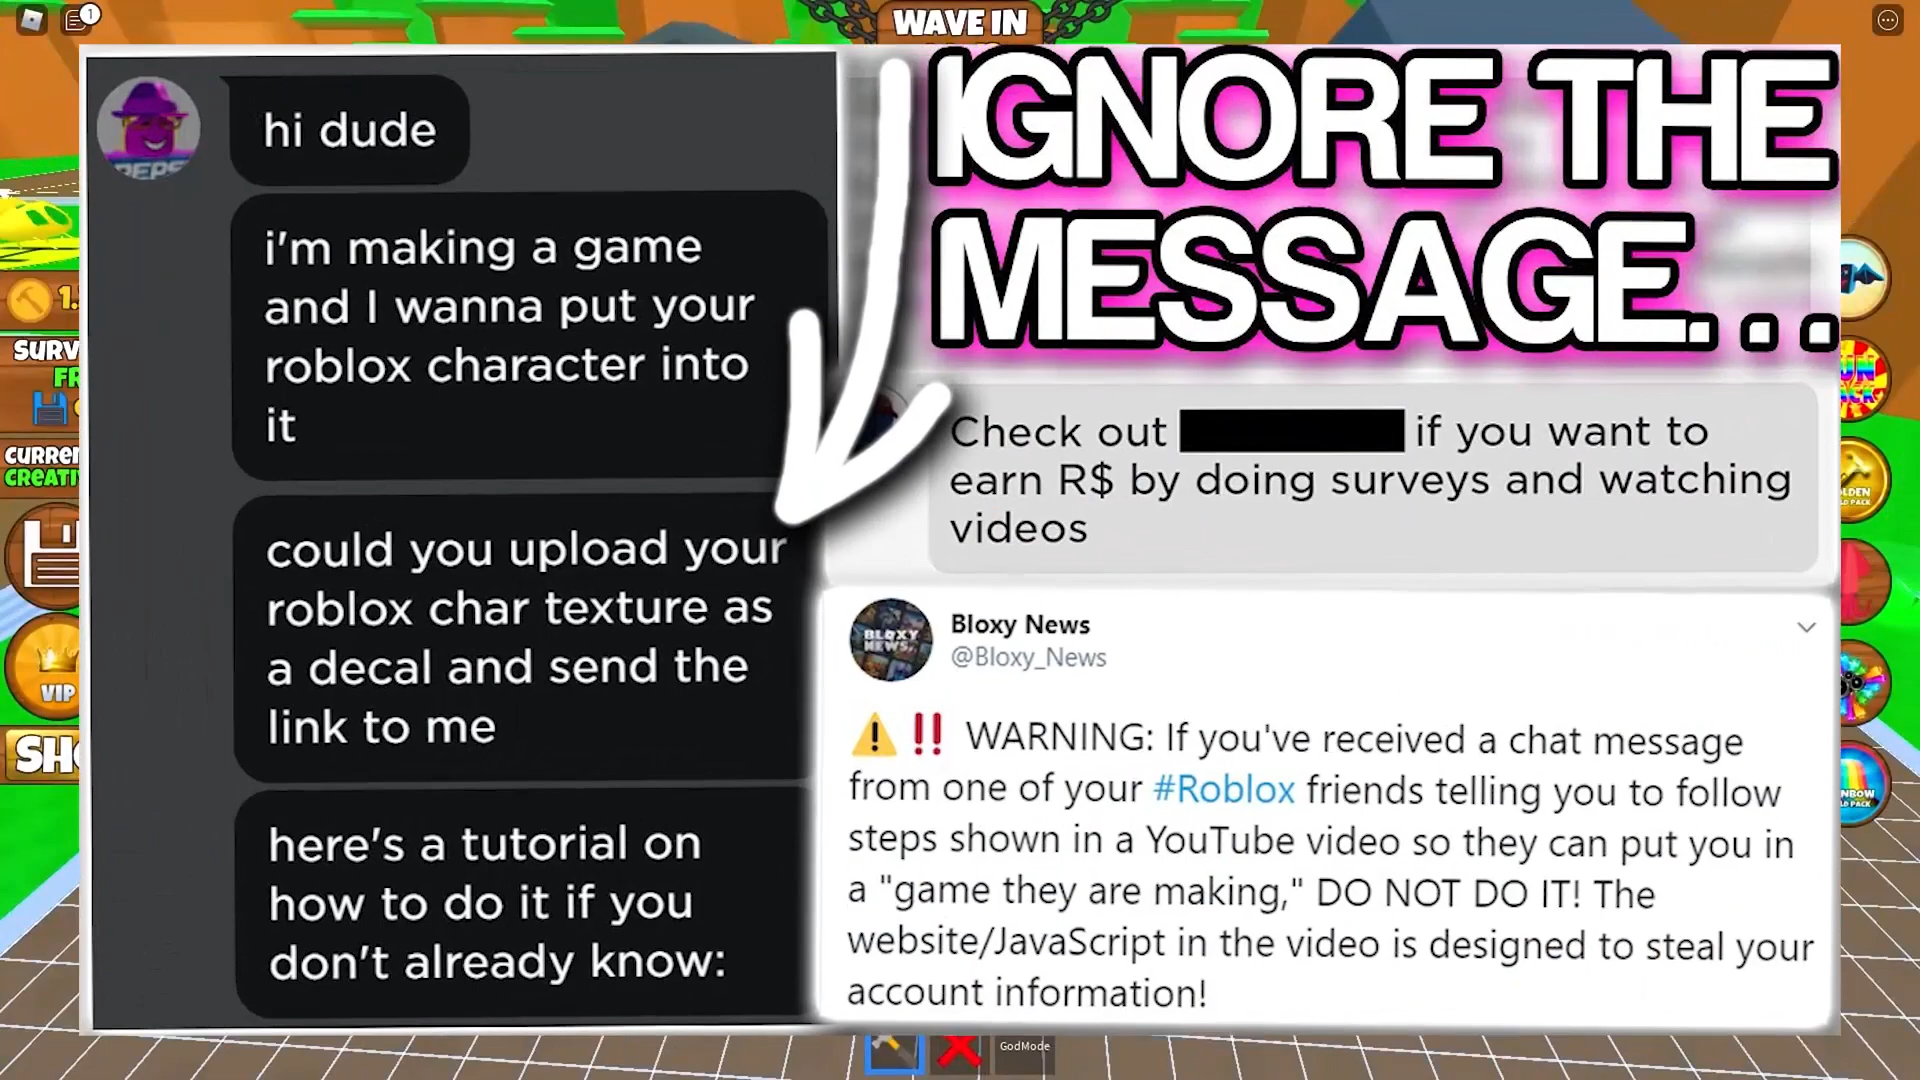 1
WAVE IN
IGNORE THE
MESSAGE...
hi dude
i'm making a game
and I wanna put your
roblox character into
it
could you upload your
roblox char texture as
a decal and send the
link to me
here's a tutorial on
how to do it if you
don't already know:
Check out
if you want to
earn R$ by doing surveys and watching
videos
BLOXY
NEWS.
Bloxy News
@Bloxy_News
⚠️‼️ WARNING: If you've received a chat message
from one of your #Roblox friends telling you to follow
steps shown in a YouTube video so they can put you in
a "game they are making," DO NOT DO IT! The
website/JavaScript in the video is designed to steal your
account information!
VIP
GodMode